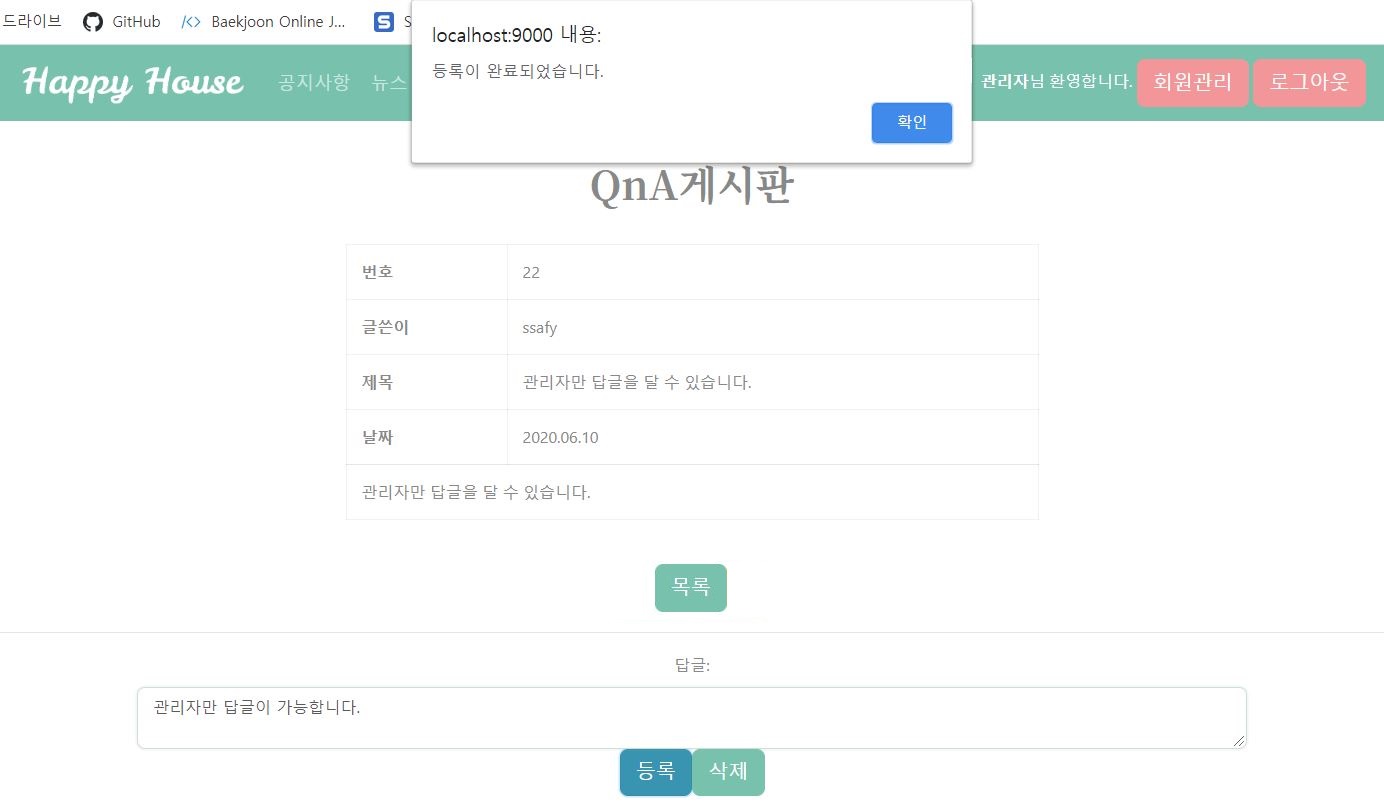 드라이브 GitHub Baekjoon Online J... S
localhost:9000 내용:
등록이 완료되었습니다.
확인
Happy House 공지사항 뉴스 관리자님 환영합니다. 회원관리 로그아웃
QnA게시판
번호 22
글쓴이 ssafy
제목 관리자만 답글을 달 수 있습니다.
날짜 2020.06.10
관리자만 답글을 달 수 있습니다.
목록
답글:
관리자만 답글이 가능합니다.
등록 삭제